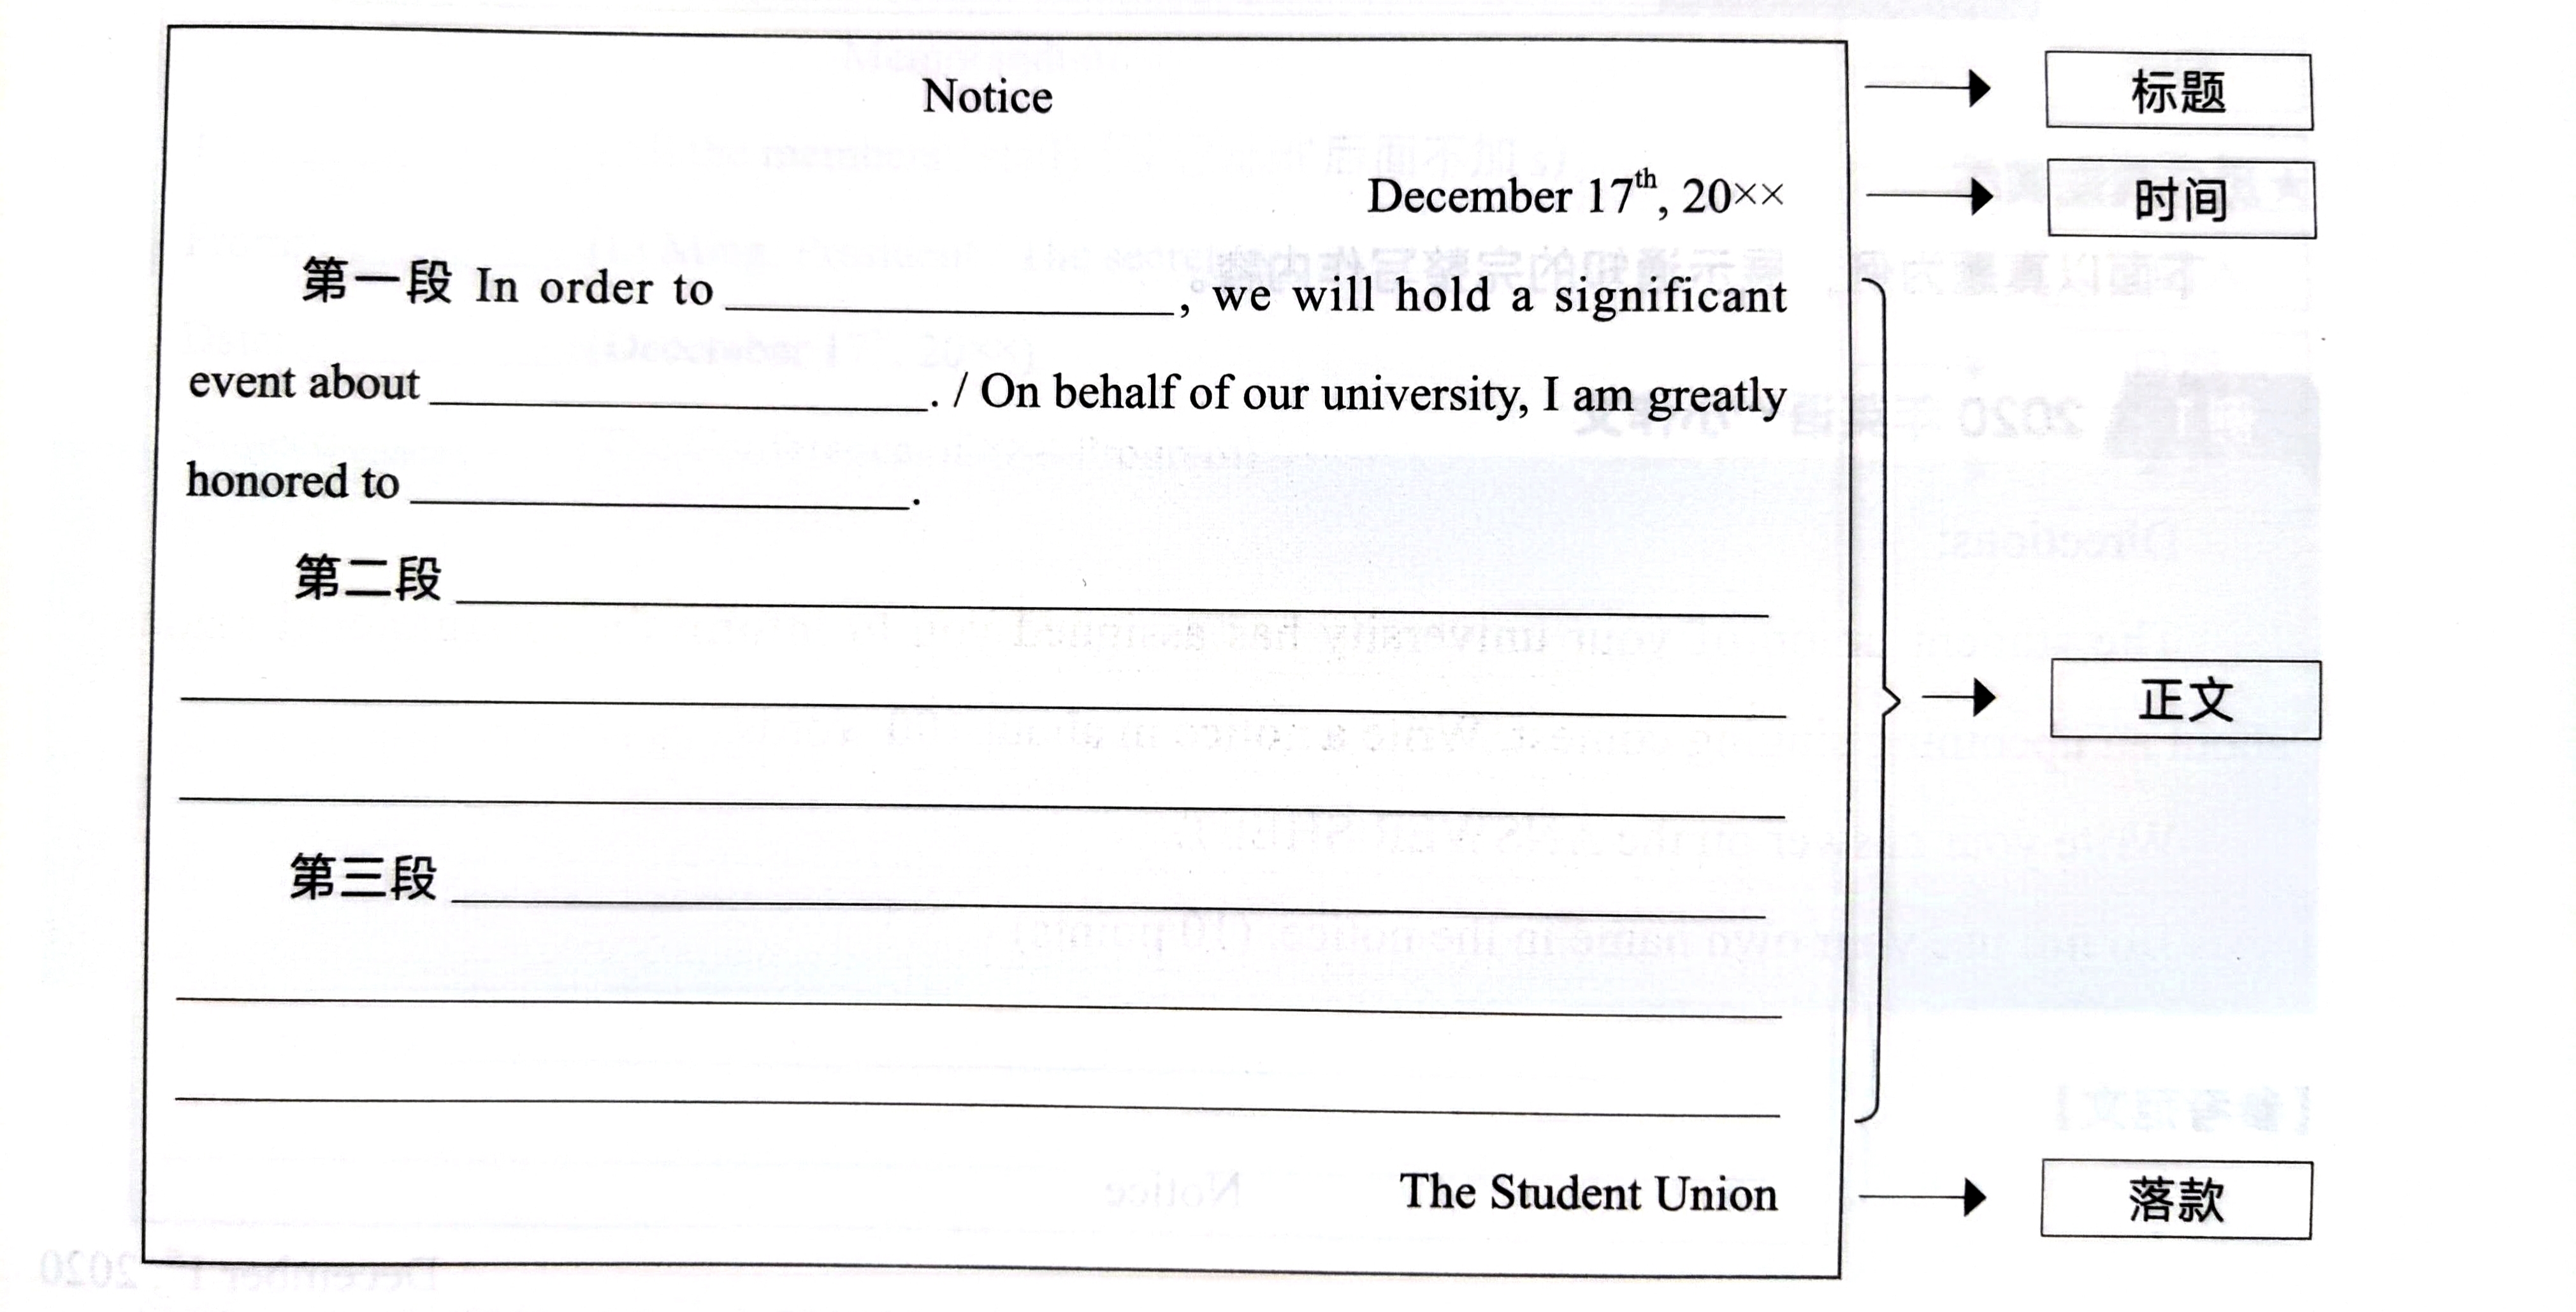 Notice
标题
December 17th, 20××
时间
第一段 In order to ____________, we will hold a significant
event about ____________. / On behalf of our university, I am greatly
honored to ____________.
第二段 ____________
正文
第三段 ____________
The Student Union
落款